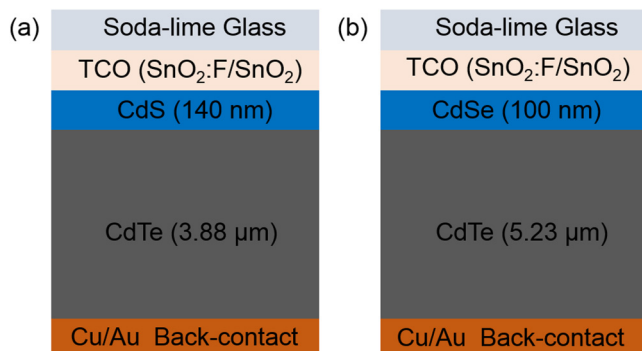 (a)
Soda-lime Glass
TCO (SnO₂:F/SnO₂)
CdS (140 nm)
CdTe (3.88 µm)
Cu/Au Back-contact
(b)
Soda-lime Glass
TCO (SnO₂:F/SnO₂)
CdSe (100 nm)
CdTe (5.23 µm)
Cu/Au Back-contact